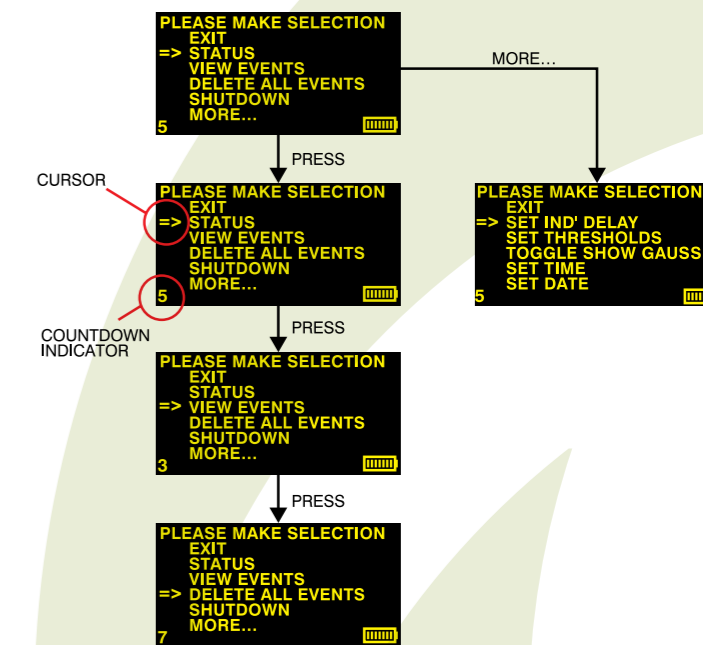 PLEASE MAKE SELECTION
EXIT
=> STATUS
VIEW EVENTS
DELETE ALL EVENTS
SHUTDOWN
MORE...
5
MORE...
PRESS
CURSOR
PLEASE MAKE SELECTION
EXIT
=> STATUS
VIEW EVENTS
DELETE ALL EVENTS
SHUTDOWN
MORE...
5
PLEASE MAKE SELECTION
EXIT
=> SET IND' DELAY
SET THRESHOLDS
TOGGLE SHOW GAUSS
SET TIME
SET DATE
5
COUNTDOWN
INDICATOR
PRESS
PLEASE MAKE SELECTION
EXIT
STATUS
=> VIEW EVENTS
DELETE ALL EVENTS
SHUTDOWN
MORE...
3
PRESS
PLEASE MAKE SELECTION
EXIT
STATUS
VIEW EVENTS
=> DELETE ALL EVENTS
SHUTDOWN
MORE...
7